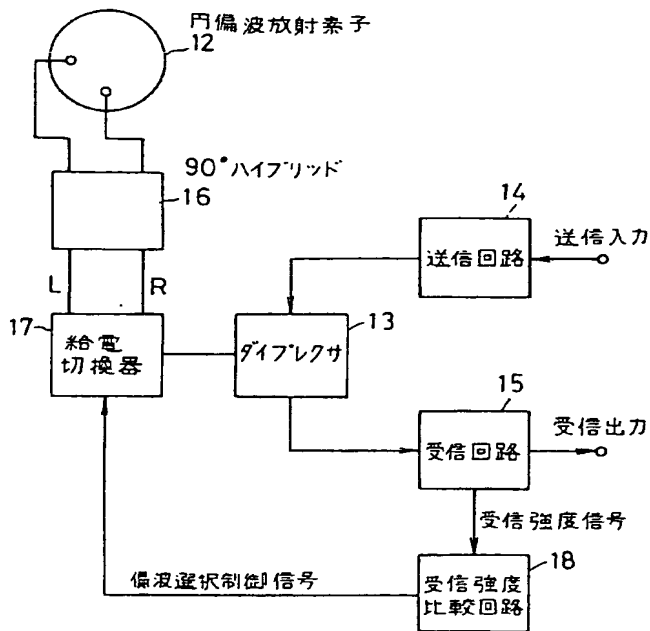 円偏波放射素子
12
90°ハイブリッド
16
14
送信回路
送信入力
L
R
17
給電
切換器
13
ダイプレクサ
15
受信回路
受信出力
受信強度信号
偏波選択制御信号
受信強度
比較回路
18